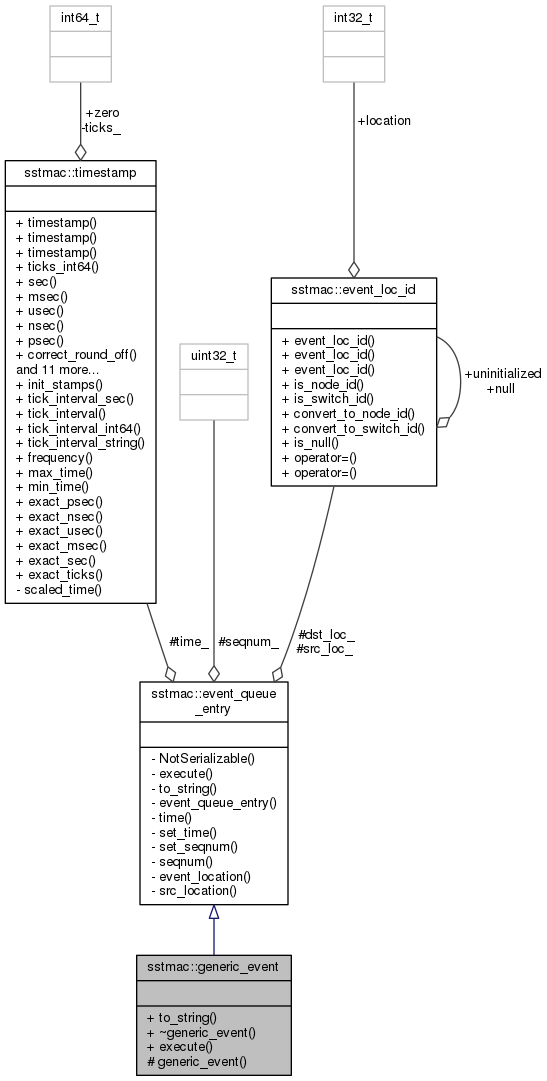 int64_t
int32_t
+zero
-ticks_
+location
sstmac::timestamp
+ timestamp()
+ timestamp()
+ timestamp()
+ ticks_int64()
+ sec()
+ msec()
+ usec()
+ nsec()
+ psec()
+ correct_round_off()
and 11 more...
+ init_stamps()
+ tick_interval_sec()
+ tick_interval()
+ tick_interval_int64()
+ tick_interval_string()
+ frequency()
+ max_time()
+ min_time()
+ exact_psec()
+ exact_nsec()
+ exact_usec()
+ exact_msec()
+ exact_sec()
+ exact_ticks()
- scaled_time()
uint32_t
sstmac::event_loc_id
+ event_loc_id()
+ event_loc_id()
+ event_loc_id()
+ is_node_id()
+ is_switch_id()
+ convert_to_node_id()
+ convert_to_switch_id()
+ is_null()
+ operator=()
+ operator=()
+uninitialized
+null
#time_
#seqnum_
#dst_loc_
#src_loc_
sstmac::event_queue
_entry
- NotSerializable()
- execute()
- to_string()
- event_queue_entry()
- time()
- set_time()
- set_seqnum()
- seqnum()
- event_location()
- src_location()
sstmac::generic_event
+ to_string()
+ ~generic_event()
+ execute()
# generic_event()